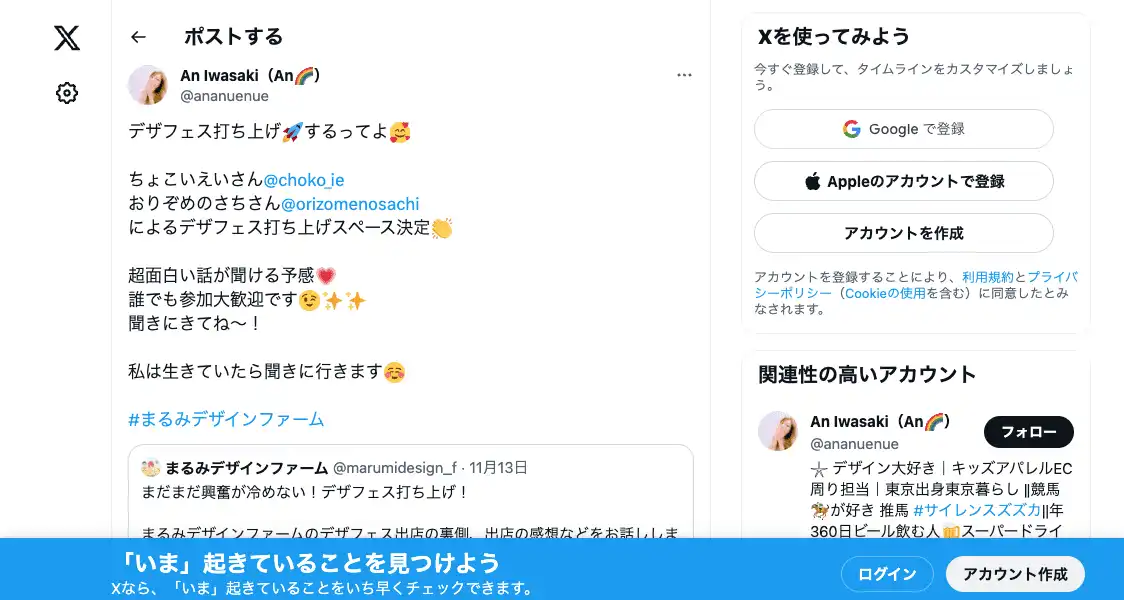 ポストする
An Iwasaki（An🌈）
@ananuenue
デザフェス打ち上げ🚀するってよ🥰
ちょこいえいさん@choko_ie
おりぞめのさちさん@orizomenosachi
によるデザフェス打ち上げスペース決定👏
超面白い話が聞ける予感💗
誰でも参加大歓迎です😉✨✨
聞きにきてね〜！
私は生きていたら聞きに行きます☺️
#まるみデザインファーム
まるみデザインファーム @marumidesign_f · 11月13日
まだまだ興奮が冷めない！デザフェス打ち上げ！
まるみデザインファームのデザフェス出店の裏側、出店の感想などをお話ししま
Xを使ってみよう
今すぐ登録して、タイムラインをカスタマイズしましょ
う。
Google で登録
Appleのアカウントで登録
アカウントを作成
アカウントを登録することにより、利用規約とプライバ
シーポリシー（Cookieの使用を含む）に同意したとみ
なされます。
関連性の高いアカウント
An Iwasaki（An🌈）
@ananuenue
フォロー
デザイン大好き｜キッズアパレルEC
周り担当｜東京出身東京暮らし ||競馬
🏇が好き 推馬 #サイレンスズズカ||年
360日ビール飲む人🍺スーパードライ
「いま」起きていることを見つけよう
Xなら、「いま」起きていることをいち早くチェックできます。
ログイン
アカウント作成